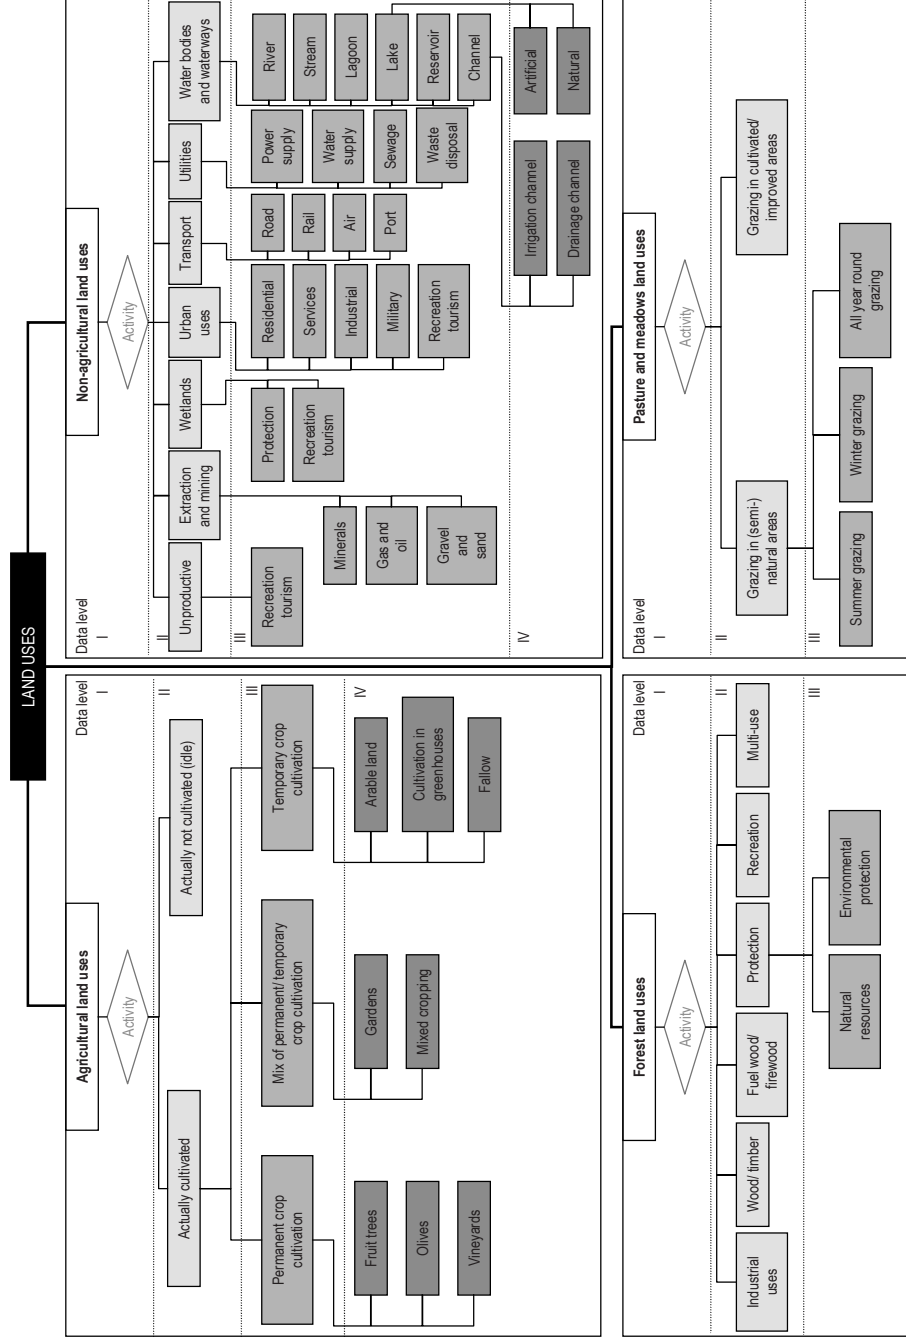 LAND USES
Agricultural land uses
Data level
Activity
I
II
Actually cultivated
Actually not cultivated (idle)
III
Permanent crop
cultivation
Mix of permanent/ temporary
crop cultivation
Temporary crop
cultivation
IV
Fruit trees
Olives
Vineyards
Gardens
Mixed cropping
Arable land
Cultivation in
greenhouses
Fallow
Non-agricultural land uses
Data level
Activity
I
II
Unproductive
Extraction
and mining
Wetlands
Urban
uses
Transport
Utilities
Water bodies
and waterways
III
Recreation
tourism
Minerals
Gas and
oil
Gravel
and
sand
Protection
Recreation
tourism
Residential
Services
Industrial
Military
Recreation
tourism
Road
Rail
Air
Port
Power
supply
Water
supply
Sewage
Waste
disposal
River
Stream
Lagoon
Lake
Reservoir
Channel
IV
Irrigation channel
Drainage channel
Artificial
Natural
Forest land uses
Data level
Activity
I
II
Industrial
uses
Wood/ timber
Fuel wood/
firewood
Protection
Recreation
Multi-use
III
Natural
resources
Environmental
protection
Pasture and meadows land uses
Data level
Activity
I
II
Grazing in (semi-)
natural areas
Grazing in cultivated/
improved areas
III
Summer grazing
Winter grazing
All year round
grazing